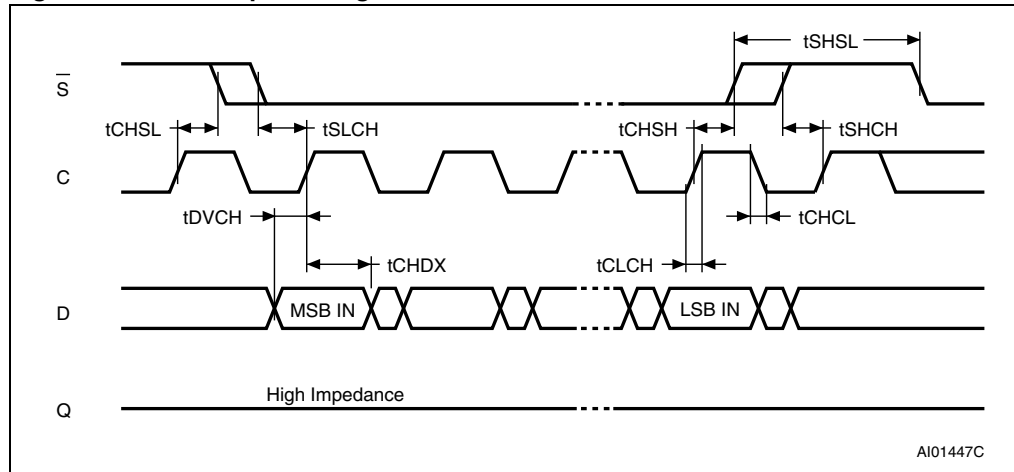 tSHSL
S
tCHSL
tSLCH
tCHSH
tSHCH
C
tDVCH
tCHCL
tCHDX
tCLCH
D
MSB IN
LSB IN
High Impedance
Q
AI01447C